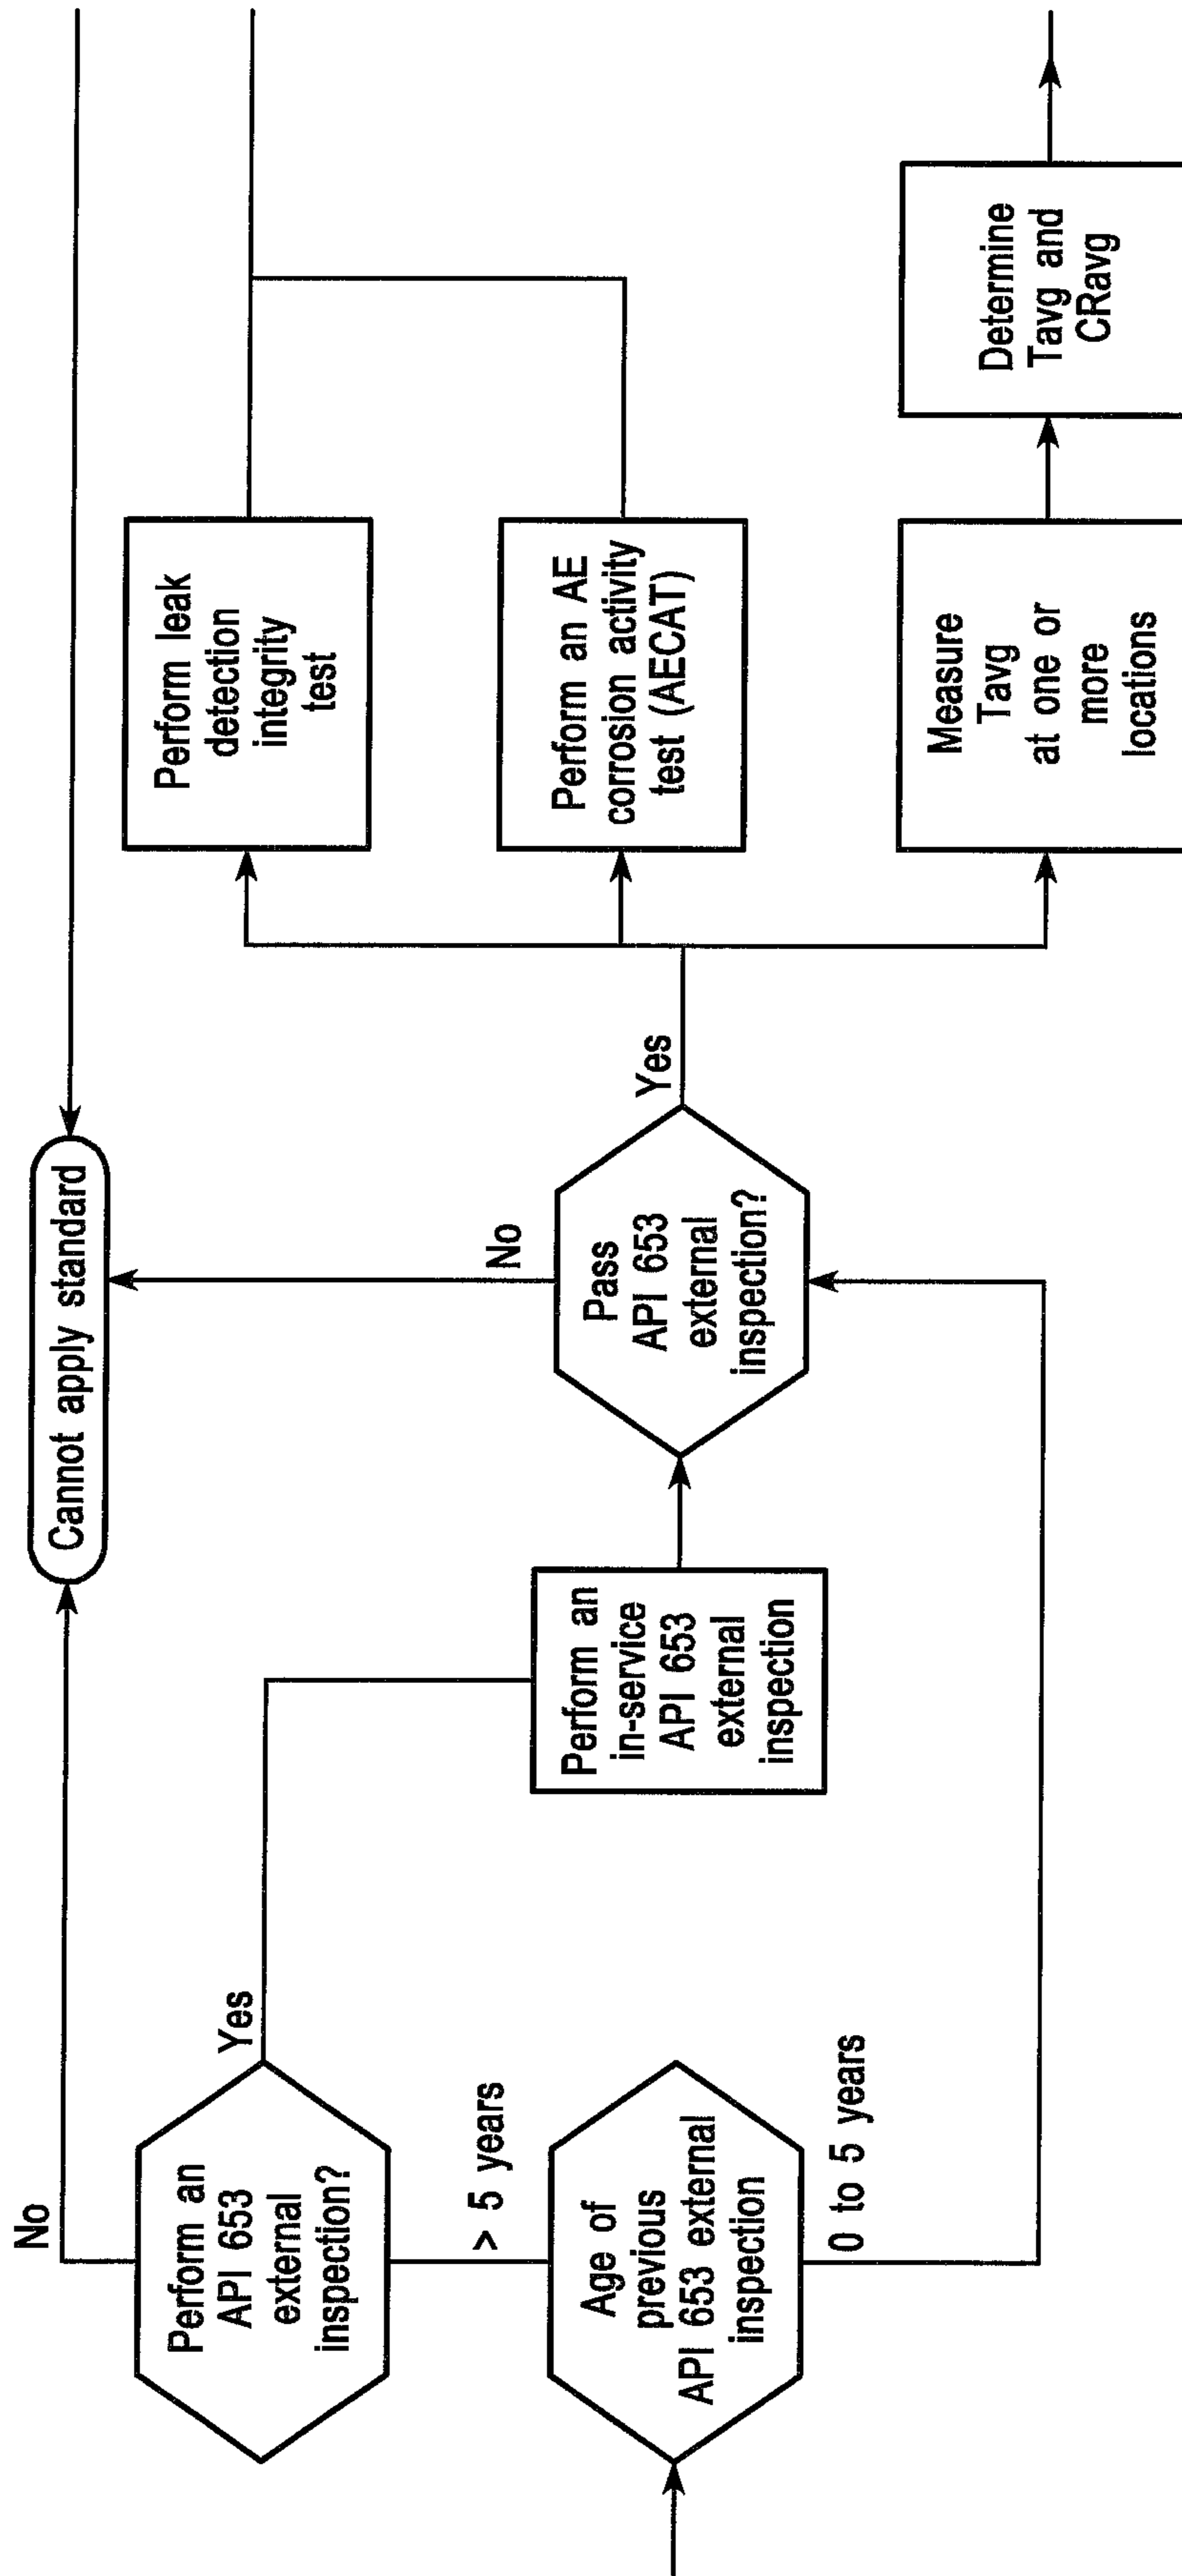 No
Perform an
API 653
external
inspection?
Yes
> 5 years
Age of
previous
API 653 external
inspection
0 to 5 years
Cannot apply standard
Perform an
in-service
API 653
external
inspection
No
Pass
API 653
external
inspection?
Yes
Perform leak
detection
integrity
test
Perform an AE
corrosion activity
test (AECAT)
Measure
Tavg
at one or
more
locations
Determine
Tavg and
CRavg